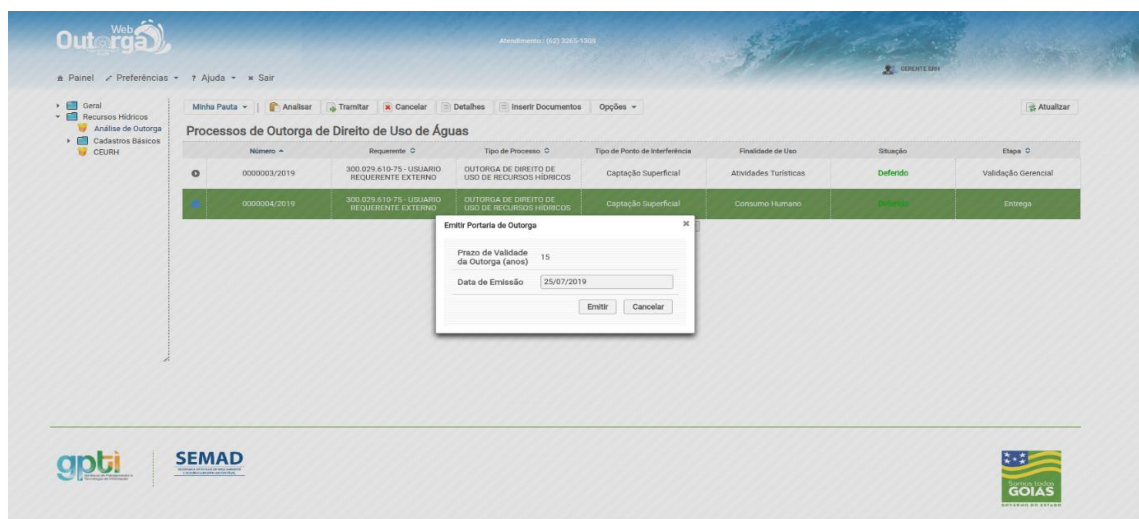 Web
Outorga
Atendimento: (62) 3265-1309
Painel Preferências ? Ajuda Sair
GERENTE SRH
Geral
Recursos Hídricos
Análise de Outorga
Cadastros Básicos
CEURH
Minha Pauta Analisar Tramitar Cancelar Detalhes Inserir Documentos Opções Atualizar
Processos de Outorga de Direito de Uso de Águas
Número Requerente Tipo de Processo Tipo de Ponto de Interferência Finalidade de Uso Situação Etapa
0000003/2019 300.029.610-75 - USUARIO REQUERENTE EXTERNO OUTORGA DE DIREITO DE USO DE RECURSOS HÍDRICOS Captação Superficial Atividades Turísticas Deferido Validação Gerencial
0000004/2019 300.029.610-75 - USUARIO REQUERENTE EXTERNO OUTORGA DE DIREITO DE USO DE RECURSOS HÍDRICOS Captação Superficial Consumo Humano Deferido Entrega
Emitir Portaria de Outorga
Prazo de Validade
da Outorga (anos) 15
Data de Emissão 25/07/2019
Emitir Cancelar
gpti
SEMAD
Somos todos
GOIÁS
GOVERNO DO ESTADO